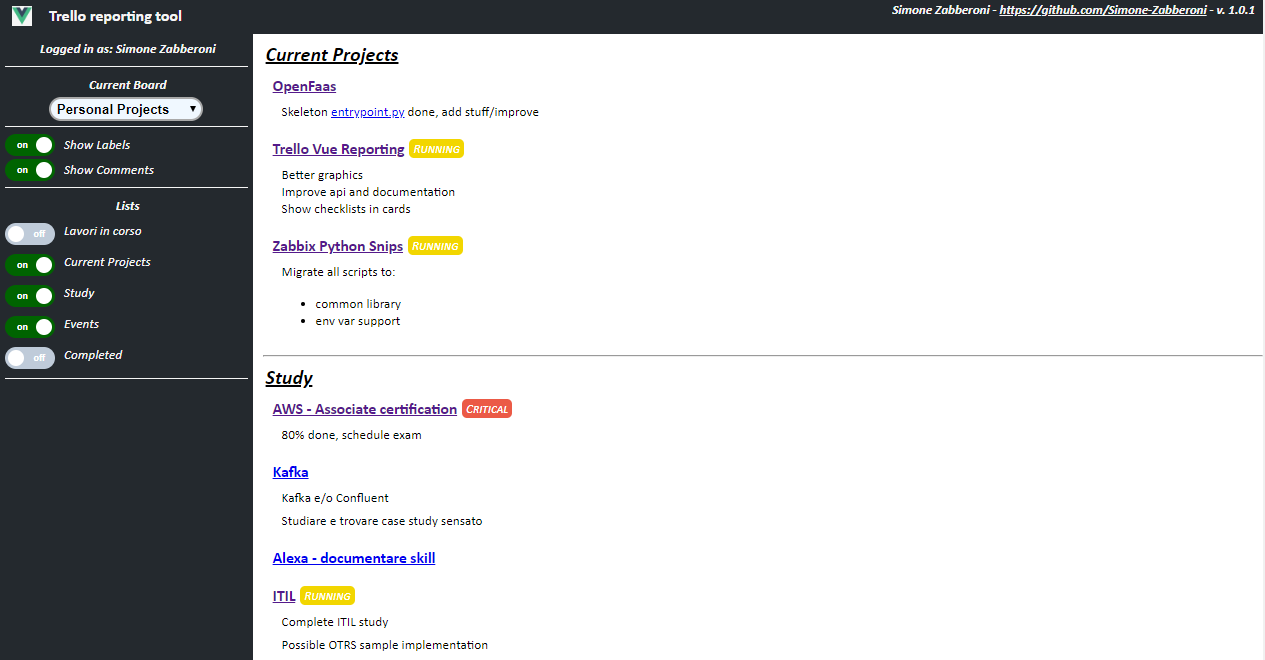 Trello reporting tool
Simone Zabberoni - https://github.com/Simone-Zabberoni - v. 1.0.1
Logged in as: Simone Zabberoni
Current Board
Personal Projects
on Show Labels
on Show Comments
Lists
off Lavori in corso
on Current Projects
on Study
on Events
off Completed
Current Projects
OpenFaas
Skeleton entrypoint.py done, add stuff/improve
Trello Vue Reporting RUNNING
Better graphics
Improve api and documentation
Show checklists in cards
Zabbix Python Snips RUNNING
Migrate all scripts to:
• common library
• env var support
Study
AWS - Associate certification CRITICAL
80% done, schedule exam
Kafka
Kafka e/o Confluent
Studiare e trovare case study sensato
Alexa - documentare skill
ITIL RUNNING
Complete ITIL study
Possible OTRS sample implementation